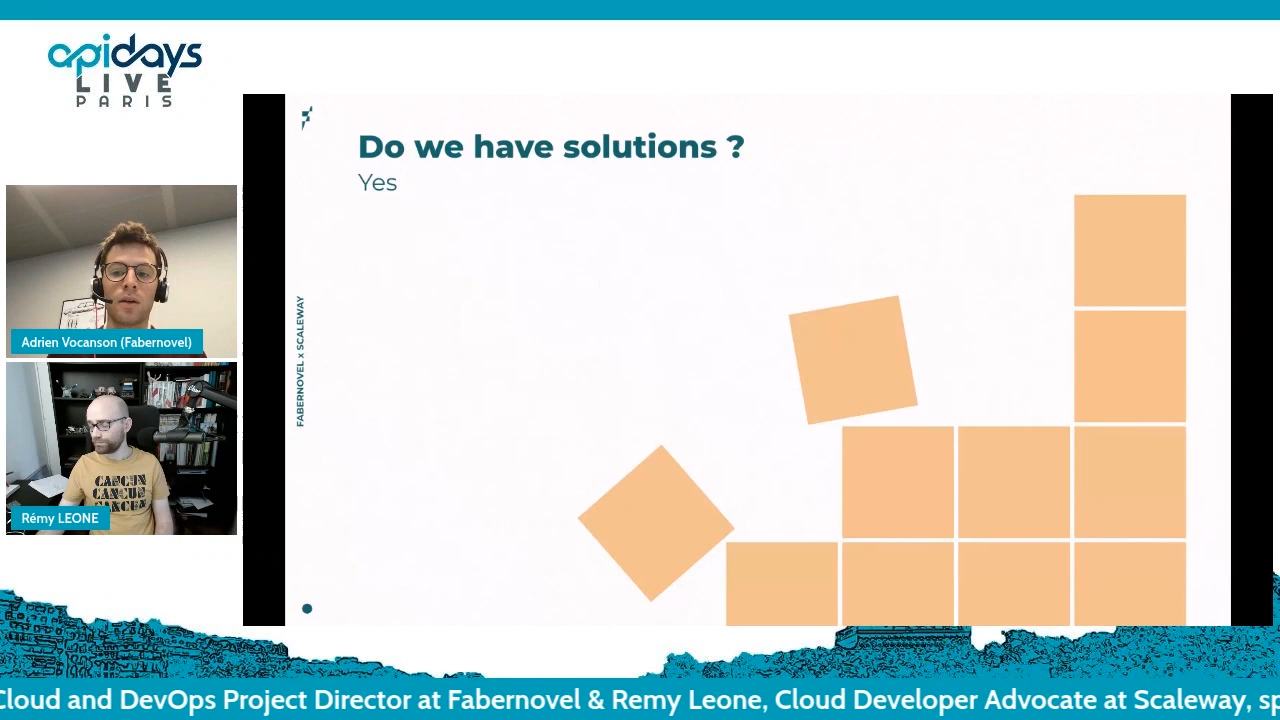 apidays
LIVE
PARIS
Do we have solutions ?
Yes
FABERNOVEL x SCALEWAY
Adrien Vocanson (Fabernovel)
CANCUN
CANCUN
CANCUN
Rémy LEONE
Cloud and DevOps Project Director at Fabernovel & Remy Leone, Cloud Developer Advocate at Scaleway, sp